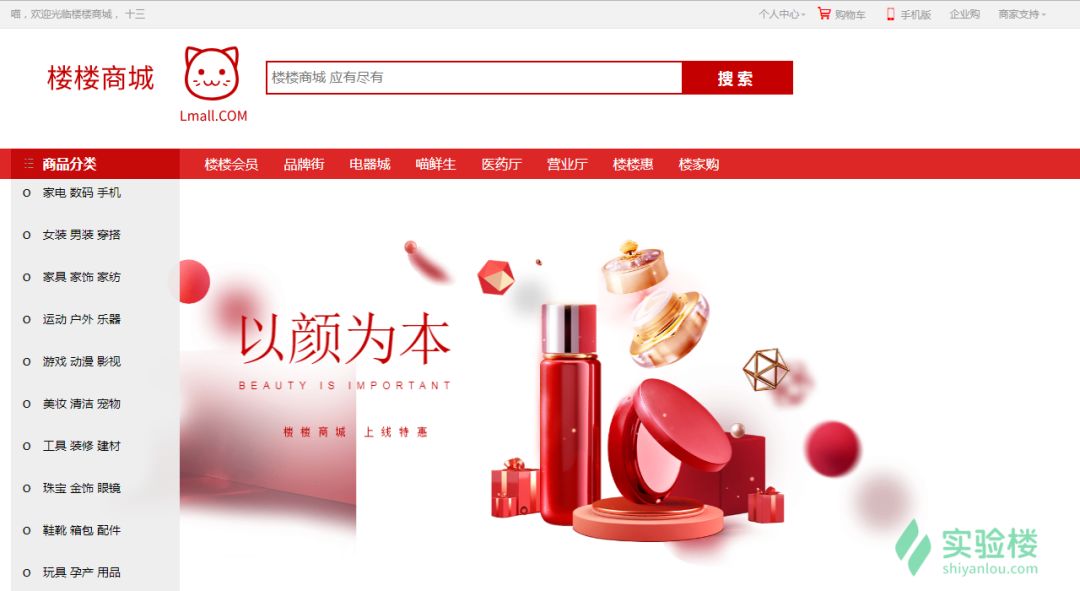 喵，欢迎光临楼楼商城， 十三
个人中心 购物车 手机版 企业购 商家支持
楼楼商城
Lmall.COM
楼楼商城 应有尽有
搜 索
商品分类
楼楼会员 品牌街 电器城 喵鲜生 医药厅 营业厅 楼楼惠 楼家购
家电 数码 手机
女装 男装 穿搭
家具 家饰 家纺
运动 户外 乐器
游戏 动漫 影视
美妆 清洁 宠物
工具 装修 建材
珠宝 金饰 眼镜
鞋靴 箱包 配件
玩具 孕产 用品
以颜为本
BEAUTY IS IMPORTANT
楼楼商城 上线特惠
实验楼
shiyanlou.com